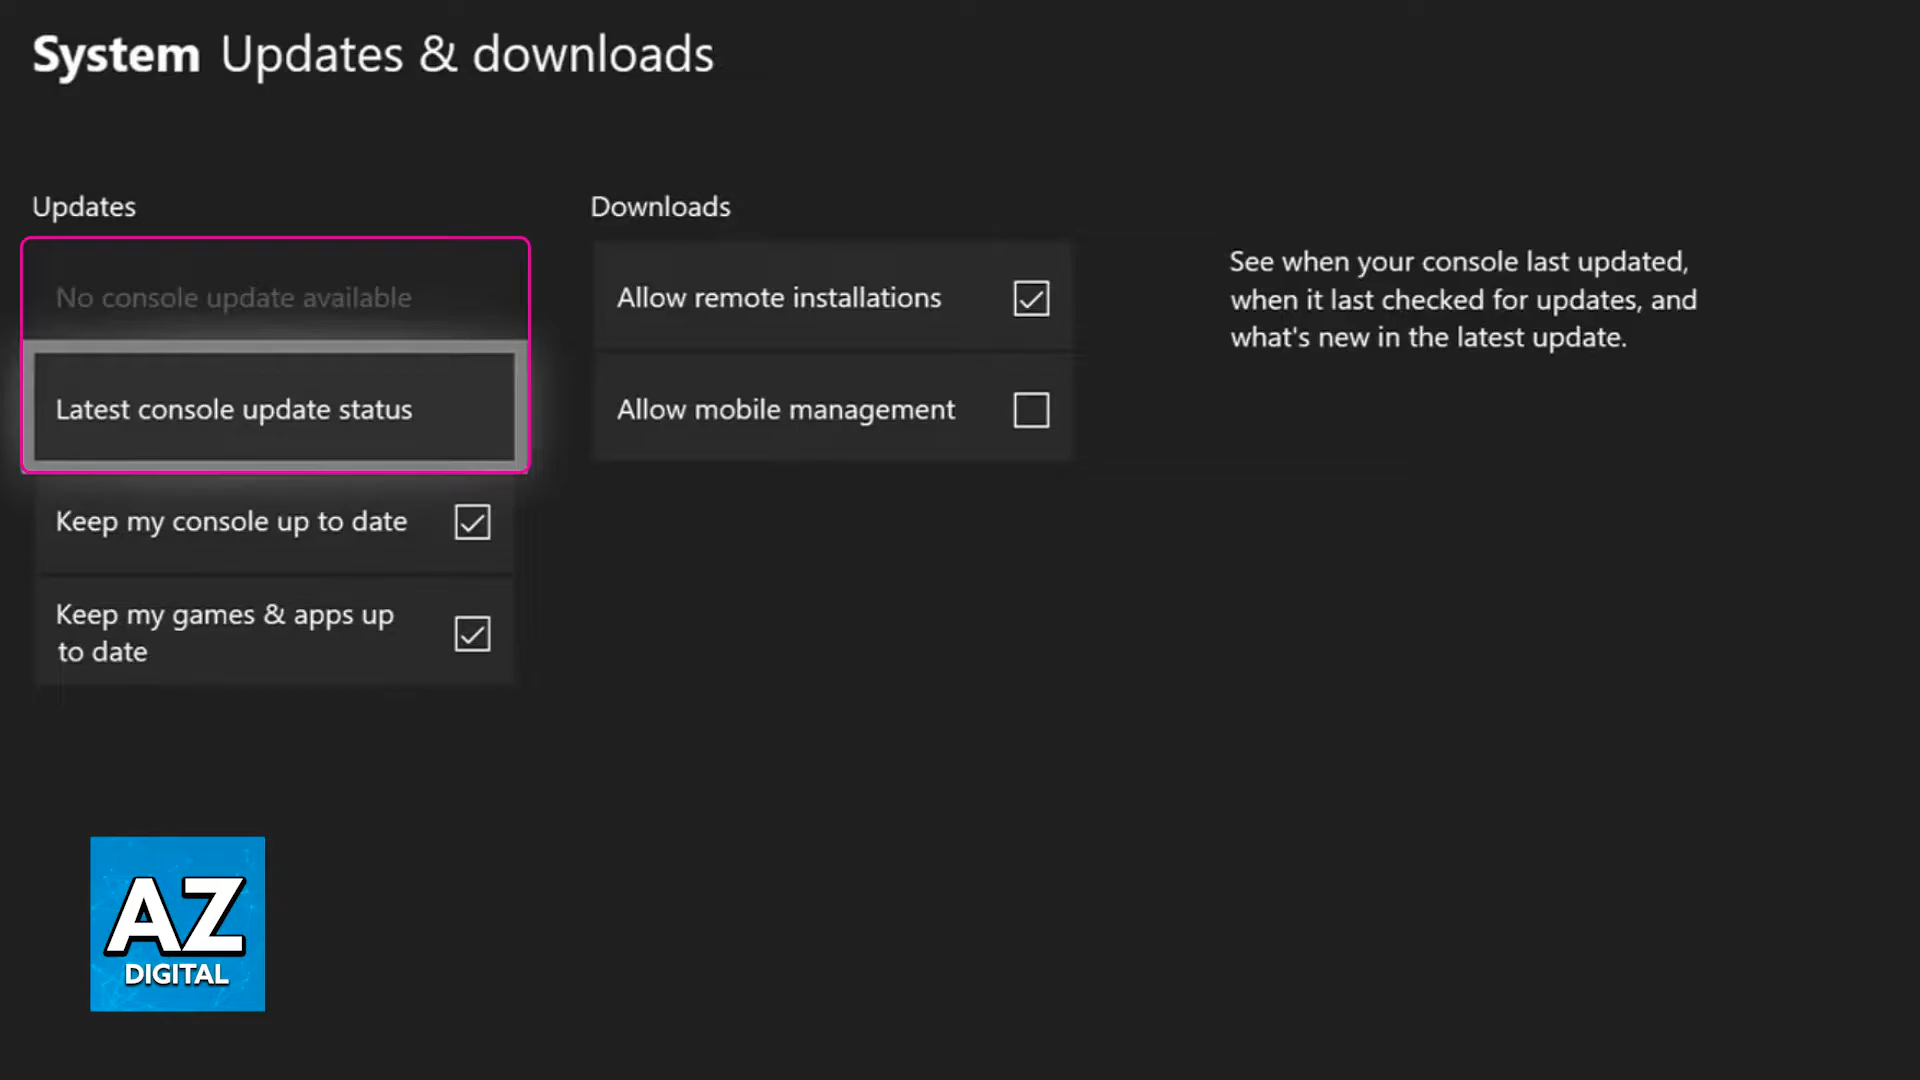 System Updates & downloads
Updates
No console update available
Latest console update status
Keep my console up to date
Keep my games & apps up
to date
Downloads
Allow remote installations
Allow mobile management
See when your console last updated,
when it last checked for updates, and
what's new in the latest update.
AZ
DIGITAL